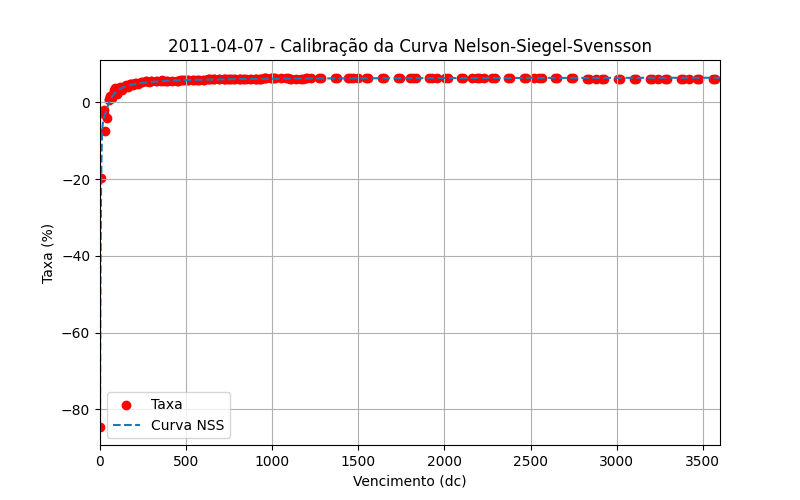 2011-04-07 - Calibração da Curva Nelson-Siegel-Svensson
Taxa (%)
0
−20
−40
−60
−80
Taxa
Curva NSS
0 500 1000 1500 2000 2500 3000 3500
Vencimento (dc)